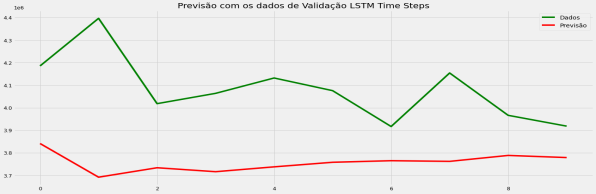 Previsão com os dados de Validação LSTM Time Steps
1e6
Dados
Previsão
4.4
4.3
4.2
4.1
4.0
3.9
3.8
3.7
0 2 4 6 8